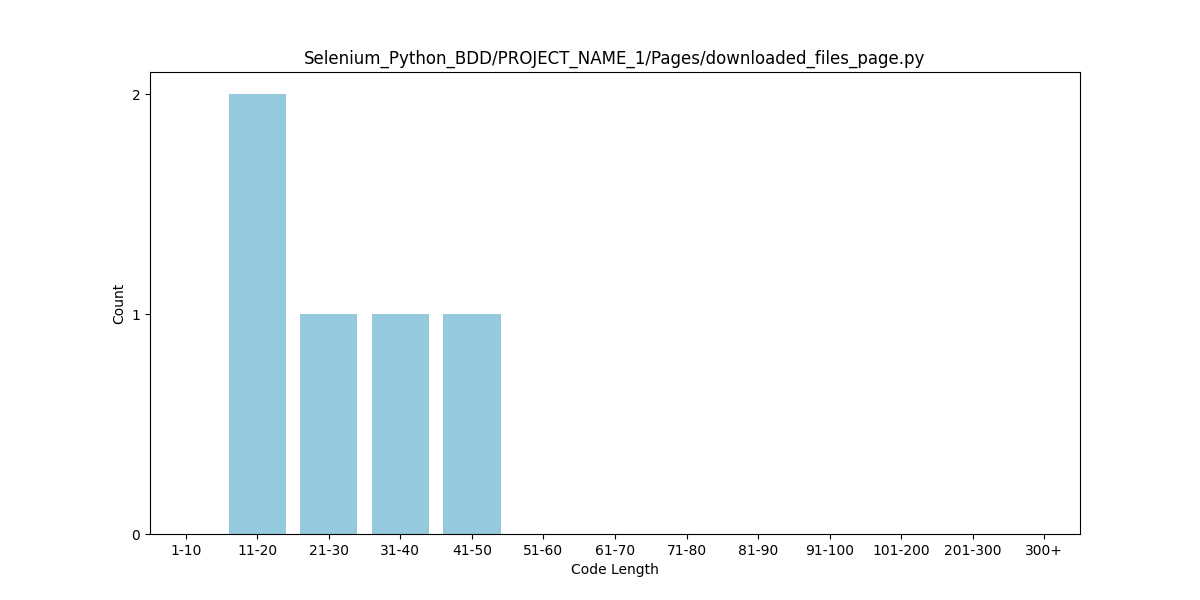 Selenium_Python_BDD/PROJECT_NAME_1/Pages/downloaded_files_page.py
2
1
0
Count
1-10 11-20 21-30 31-40 41-50 51-60 61-70 71-80 81-90 91-100 101-200 201-300 300+
Code Length